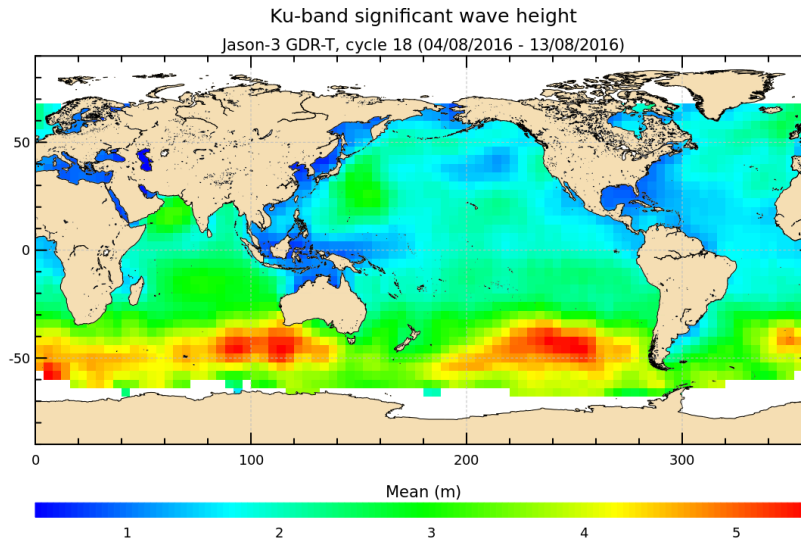 Ku-band significant wave height
Jason-3 GDR-T, cycle 18 (04/08/2016 - 13/08/2016)
50
0
-50
0 100 200 300
Mean (m)
1 2 3 4 5